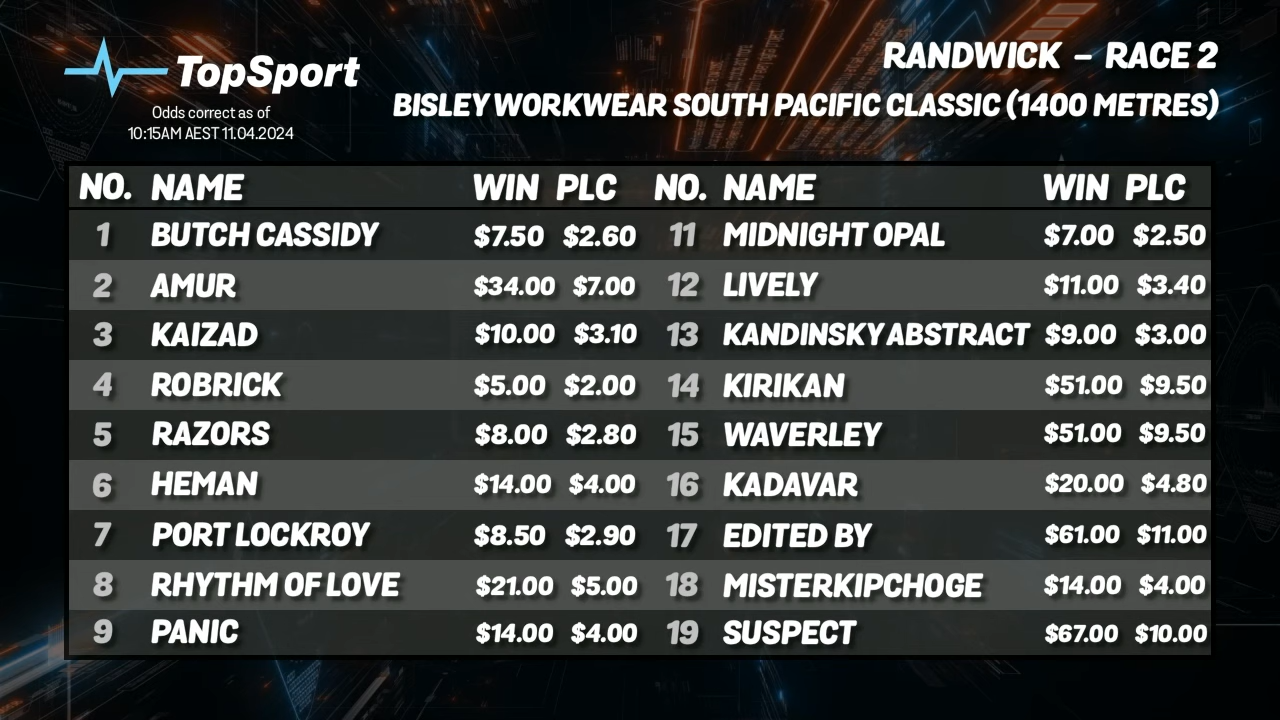 TopSport
Odds correct as of
10:15AM AEST 11.04.2024
RANDWICK – RACE 2
BISLEY WORKWEAR SOUTH PACIFIC CLASSIC (1400 METRES)
NO. NAME WIN PLC NO. NAME WIN PLC
1 BUTCH CASSIDY $7.50 $2.60 11 MIDNIGHT OPAL $7.00 $2.50
2 AMUR $34.00 $7.00 12 LIVELY $11.00 $3.40
3 KAIZAD $10.00 $3.10 13 KANDINSKY ABSTRACT $9.00 $3.00
4 ROBRICK $5.00 $2.00 14 KIRIKAN $51.00 $9.50
5 RAZORS $8.00 $2.80 15 WAVERLEY $51.00 $9.50
6 HEMAN $14.00 $4.00 16 KADAVAR $20.00 $4.80
7 PORT LOCKROY $8.50 $2.90 17 EDITED BY $61.00 $11.00
8 RHYTHM OF LOVE $21.00 $5.00 18 MISTERKIPCHOGE $14.00 $4.00
9 PANIC $14.00 $4.00 19 SUSPECT $67.00 $10.00